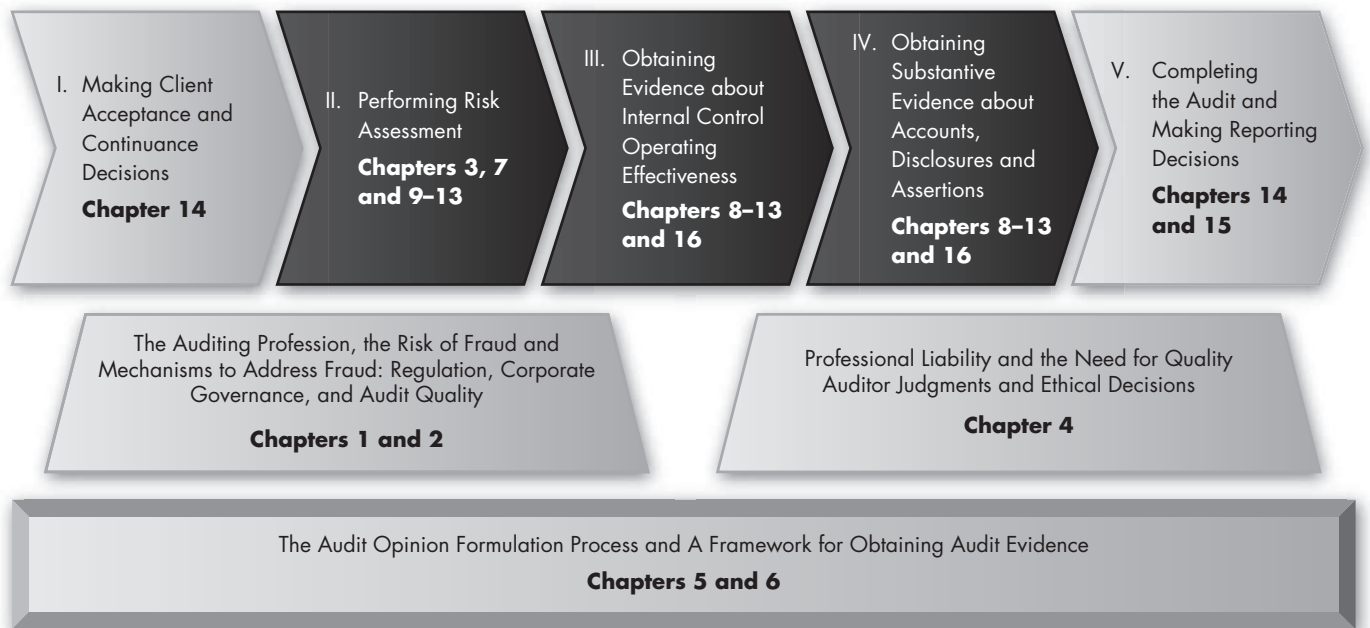 I. Making Client
Acceptance and
Continuance
Decisions
Chapter 14
II. Performing Risk
Assessment
Chapters 3, 7
and 9–13
III. Obtaining
Evidence about
Internal Control
Operating
Effectiveness
Chapters 8–13
and 16
IV. Obtaining
Substantive
Evidence about
Accounts,
Disclosures and
Assertions
Chapters 8–13
and 16
V. Completing
the Audit and
Making Reporting
Decisions
Chapters 14
and 15
The Auditing Profession, the Risk of Fraud and
Mechanisms to Address Fraud: Regulation, Corporate
Governance, and Audit Quality
Chapters 1 and 2
Professional Liability and the Need for Quality
Auditor Judgments and Ethical Decisions
Chapter 4
The Audit Opinion Formulation Process and A Framework for Obtaining Audit Evidence
Chapters 5 and 6